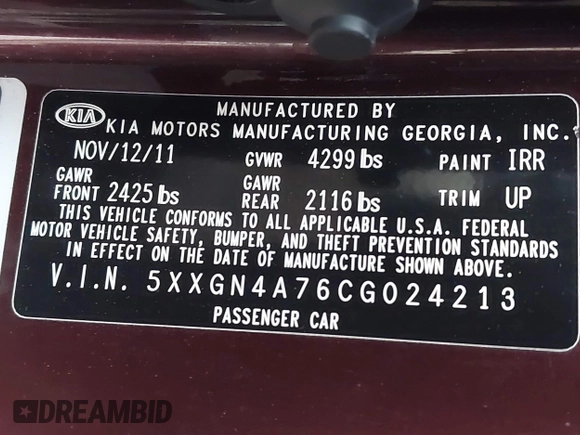 MANUFACTURED BY
KIA KIA MOTORS MANUFACTURING GEORGIA, INC.
NOV/12/11 GVWR 4299 lbs PAINT IRR
GAWR FRONT 2425 lbs GAWR REAR 2116 lbs TRIM UP
THIS VEHICLE CONFORMS TO ALL APPLICABLE U.S.A. FEDERAL
MOTOR VEHICLE SAFETY, BUMPER, AND THEFT PREVENTION STANDARDS
IN EFFECT ON THE DATE OF MANUFACTURE SHOWN ABOVE.
V.I.N. 5XXGN4A76CG024213
PASSENGER CAR
DREAMBID